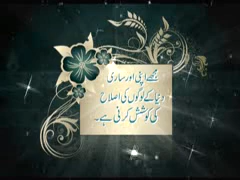 مجھے اپنی اور ساری
دنیا کے لوگوں کی اصلاح
کی کوشش کرنی ہے۔